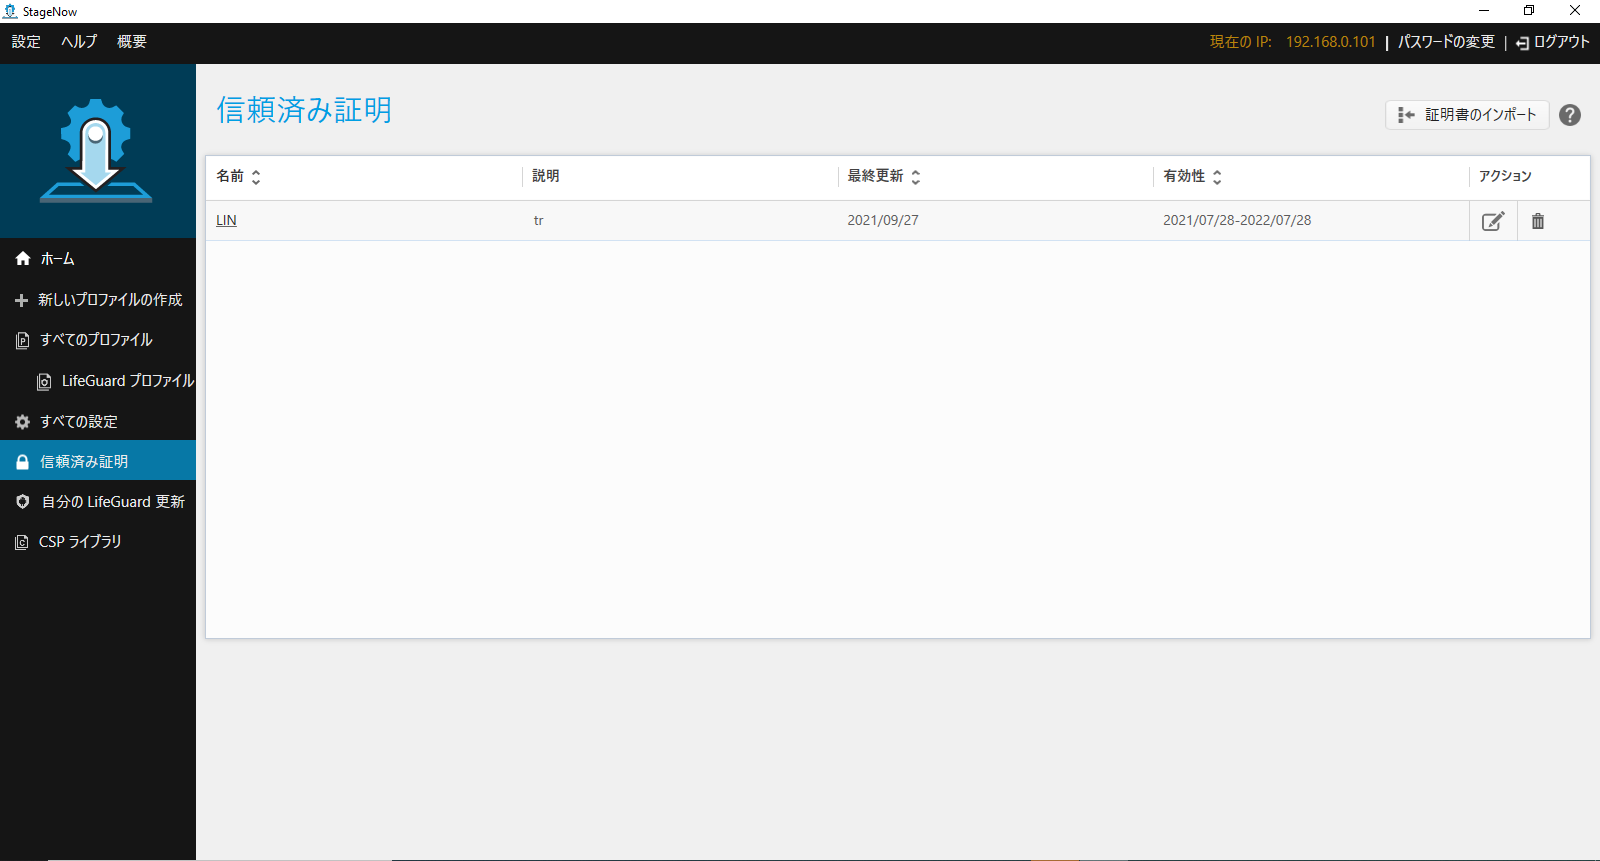 StageNow
設定 ヘルプ 概要 現在の IP: 192.168.0.101 | パスワードの変更 | ログアウト
信頼済み証明
証明書のインポート ?
名前 説明 最終更新 有効性 アクション
LIN tr 2021/09/27 2021/07/28-2022/07/28
ホーム
新しいプロファイルの作成
すべてのプロファイル
LifeGuard プロファイル
すべての設定
信頼済み証明
自分の LifeGuard 更新
CSP ライブラリ